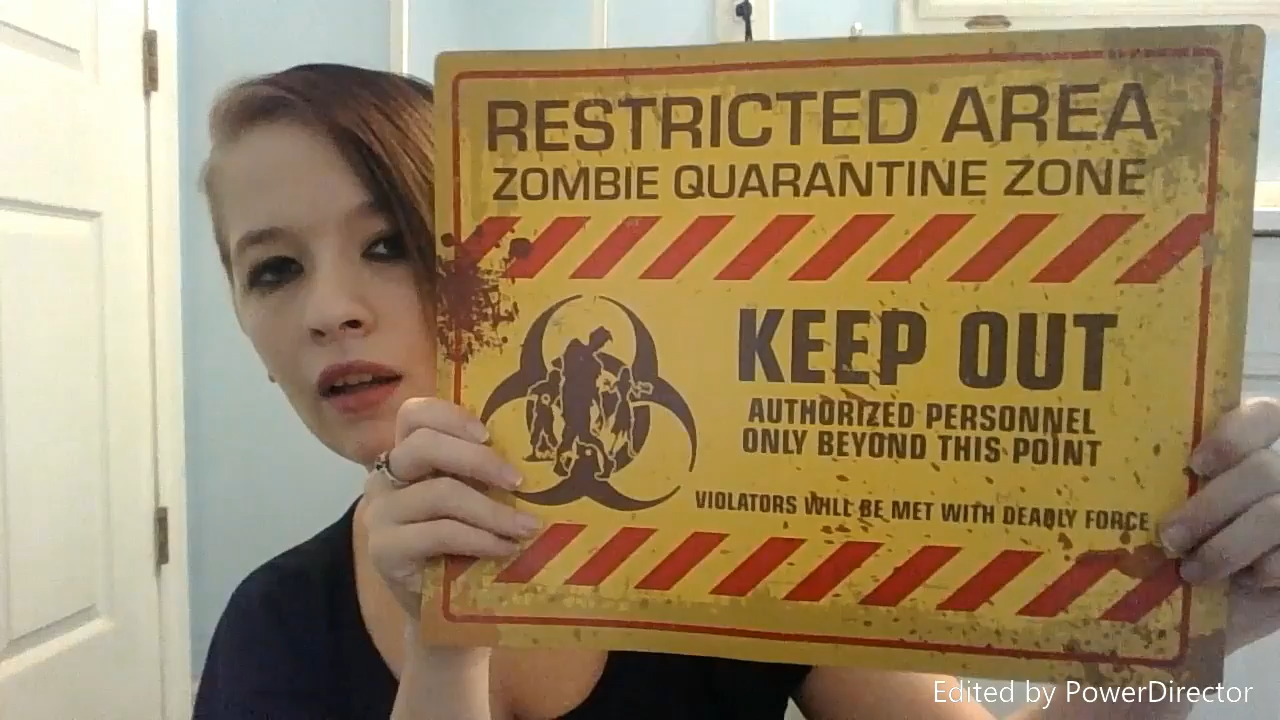 RESTRICTED AREA
ZOMBIE QUARANTINE ZONE
KEEP OUT
AUTHORIZED PERSONNEL
ONLY BEYOND THIS POINT
VIOLATORS WILL BE MET WITH DEADLY FORCE
Edited by PowerDirector